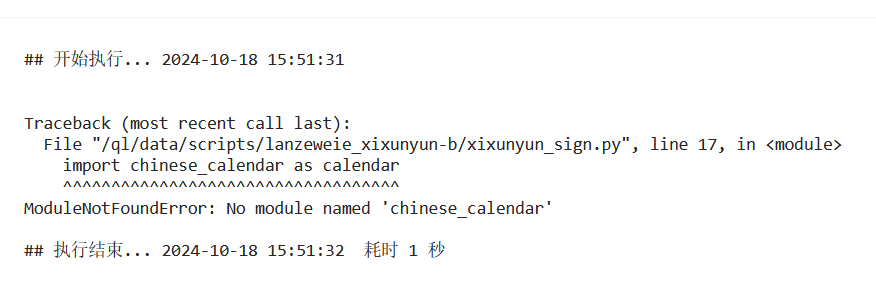 ## 开始执行... 2024-10-18 15:51:31
Traceback (most recent call last):
  File "/ql/data/scripts/lanzeweie_xixunyun-b/xixunyun_sign.py", line 17, in <module>
    import chinese_calendar as calendar
    ^^^^^^^^^^^^^^^^^^^^^^^^^^^^^^^^^^^
ModuleNotFoundError: No module named 'chinese_calendar'
## 执行结束... 2024-10-18 15:51:32  耗时 1 秒